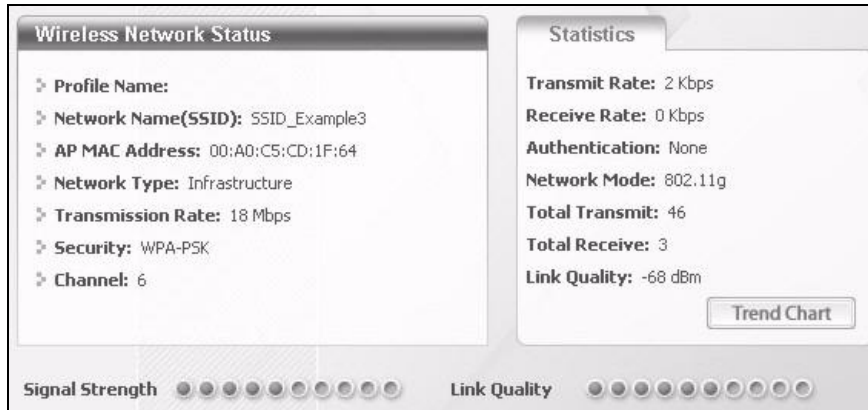 Wireless Network Status
Profile Name:
Network Name(SSID): SSID_Example3
AP MAC Address: 00:A0:C5:CD:1F:64
Network Type: Infrastructure
Transmission Rate: 18 Mbps
Security: WPA-PSK
Channel: 6
Statistics
Transmit Rate: 2 Kbps
Receive Rate: 0 Kbps
Authentication: None
Network Mode: 802.11g
Total Transmit: 46
Total Receive: 3
Link Quality: -68 dBm
Trend Chart
Signal Strength
Link Quality